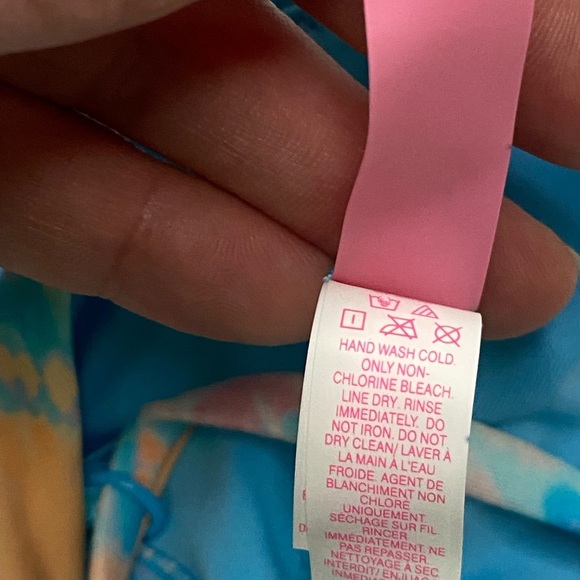 HAND WASH COLD.
ONLY NON-
CHLORINE BLEACH.
LINE DRY. RINSE
IMMEDIATELY. DO
NOT IRON. DO NOT
DRY CLEAN/ LAVER À
LA MAIN À L'EAU
FROIDE. AGENT DE
BLANCHIMENT NON
CHLORÉ
UNIQUEMENT.
SÉCHAGE SUR FIL
RINCER
IMMÉDIATEMENT. NE
PAS REPASSER.
NETTOYAGE À SEC
INTERDIT/